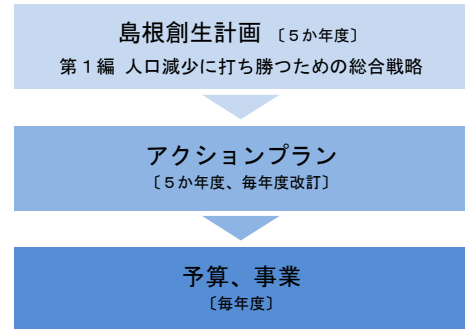 島根創生計画 〔５か年度〕
第１編 人口減少に打ち勝つための総合戦略
アクションプラン
〔５か年度、毎年度改訂〕
予算、事業
〔毎年度〕